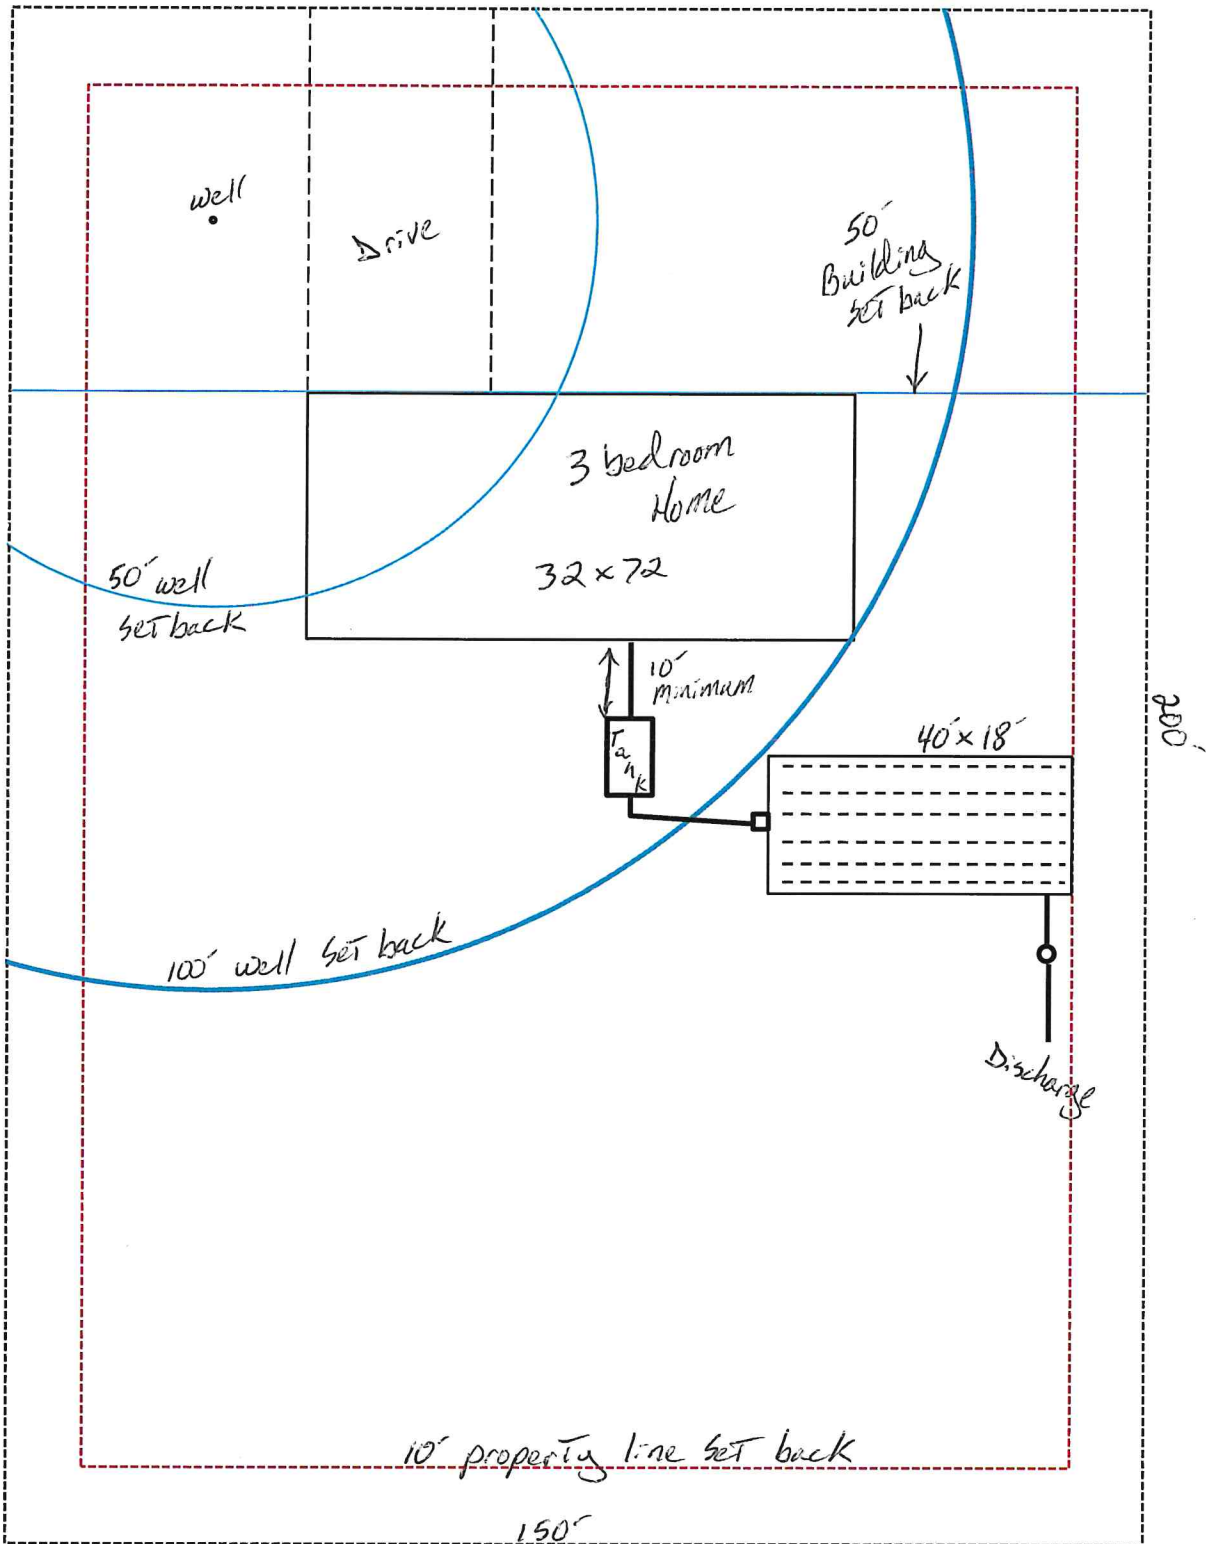 well
Drive
50'
Building
Set back
3 bedroom
Home
32 x 72
50' well
Set back
10'
minimum
Tank
40' x 18'
200'
100' well Set back
Discharge
10' property line Set back
150'